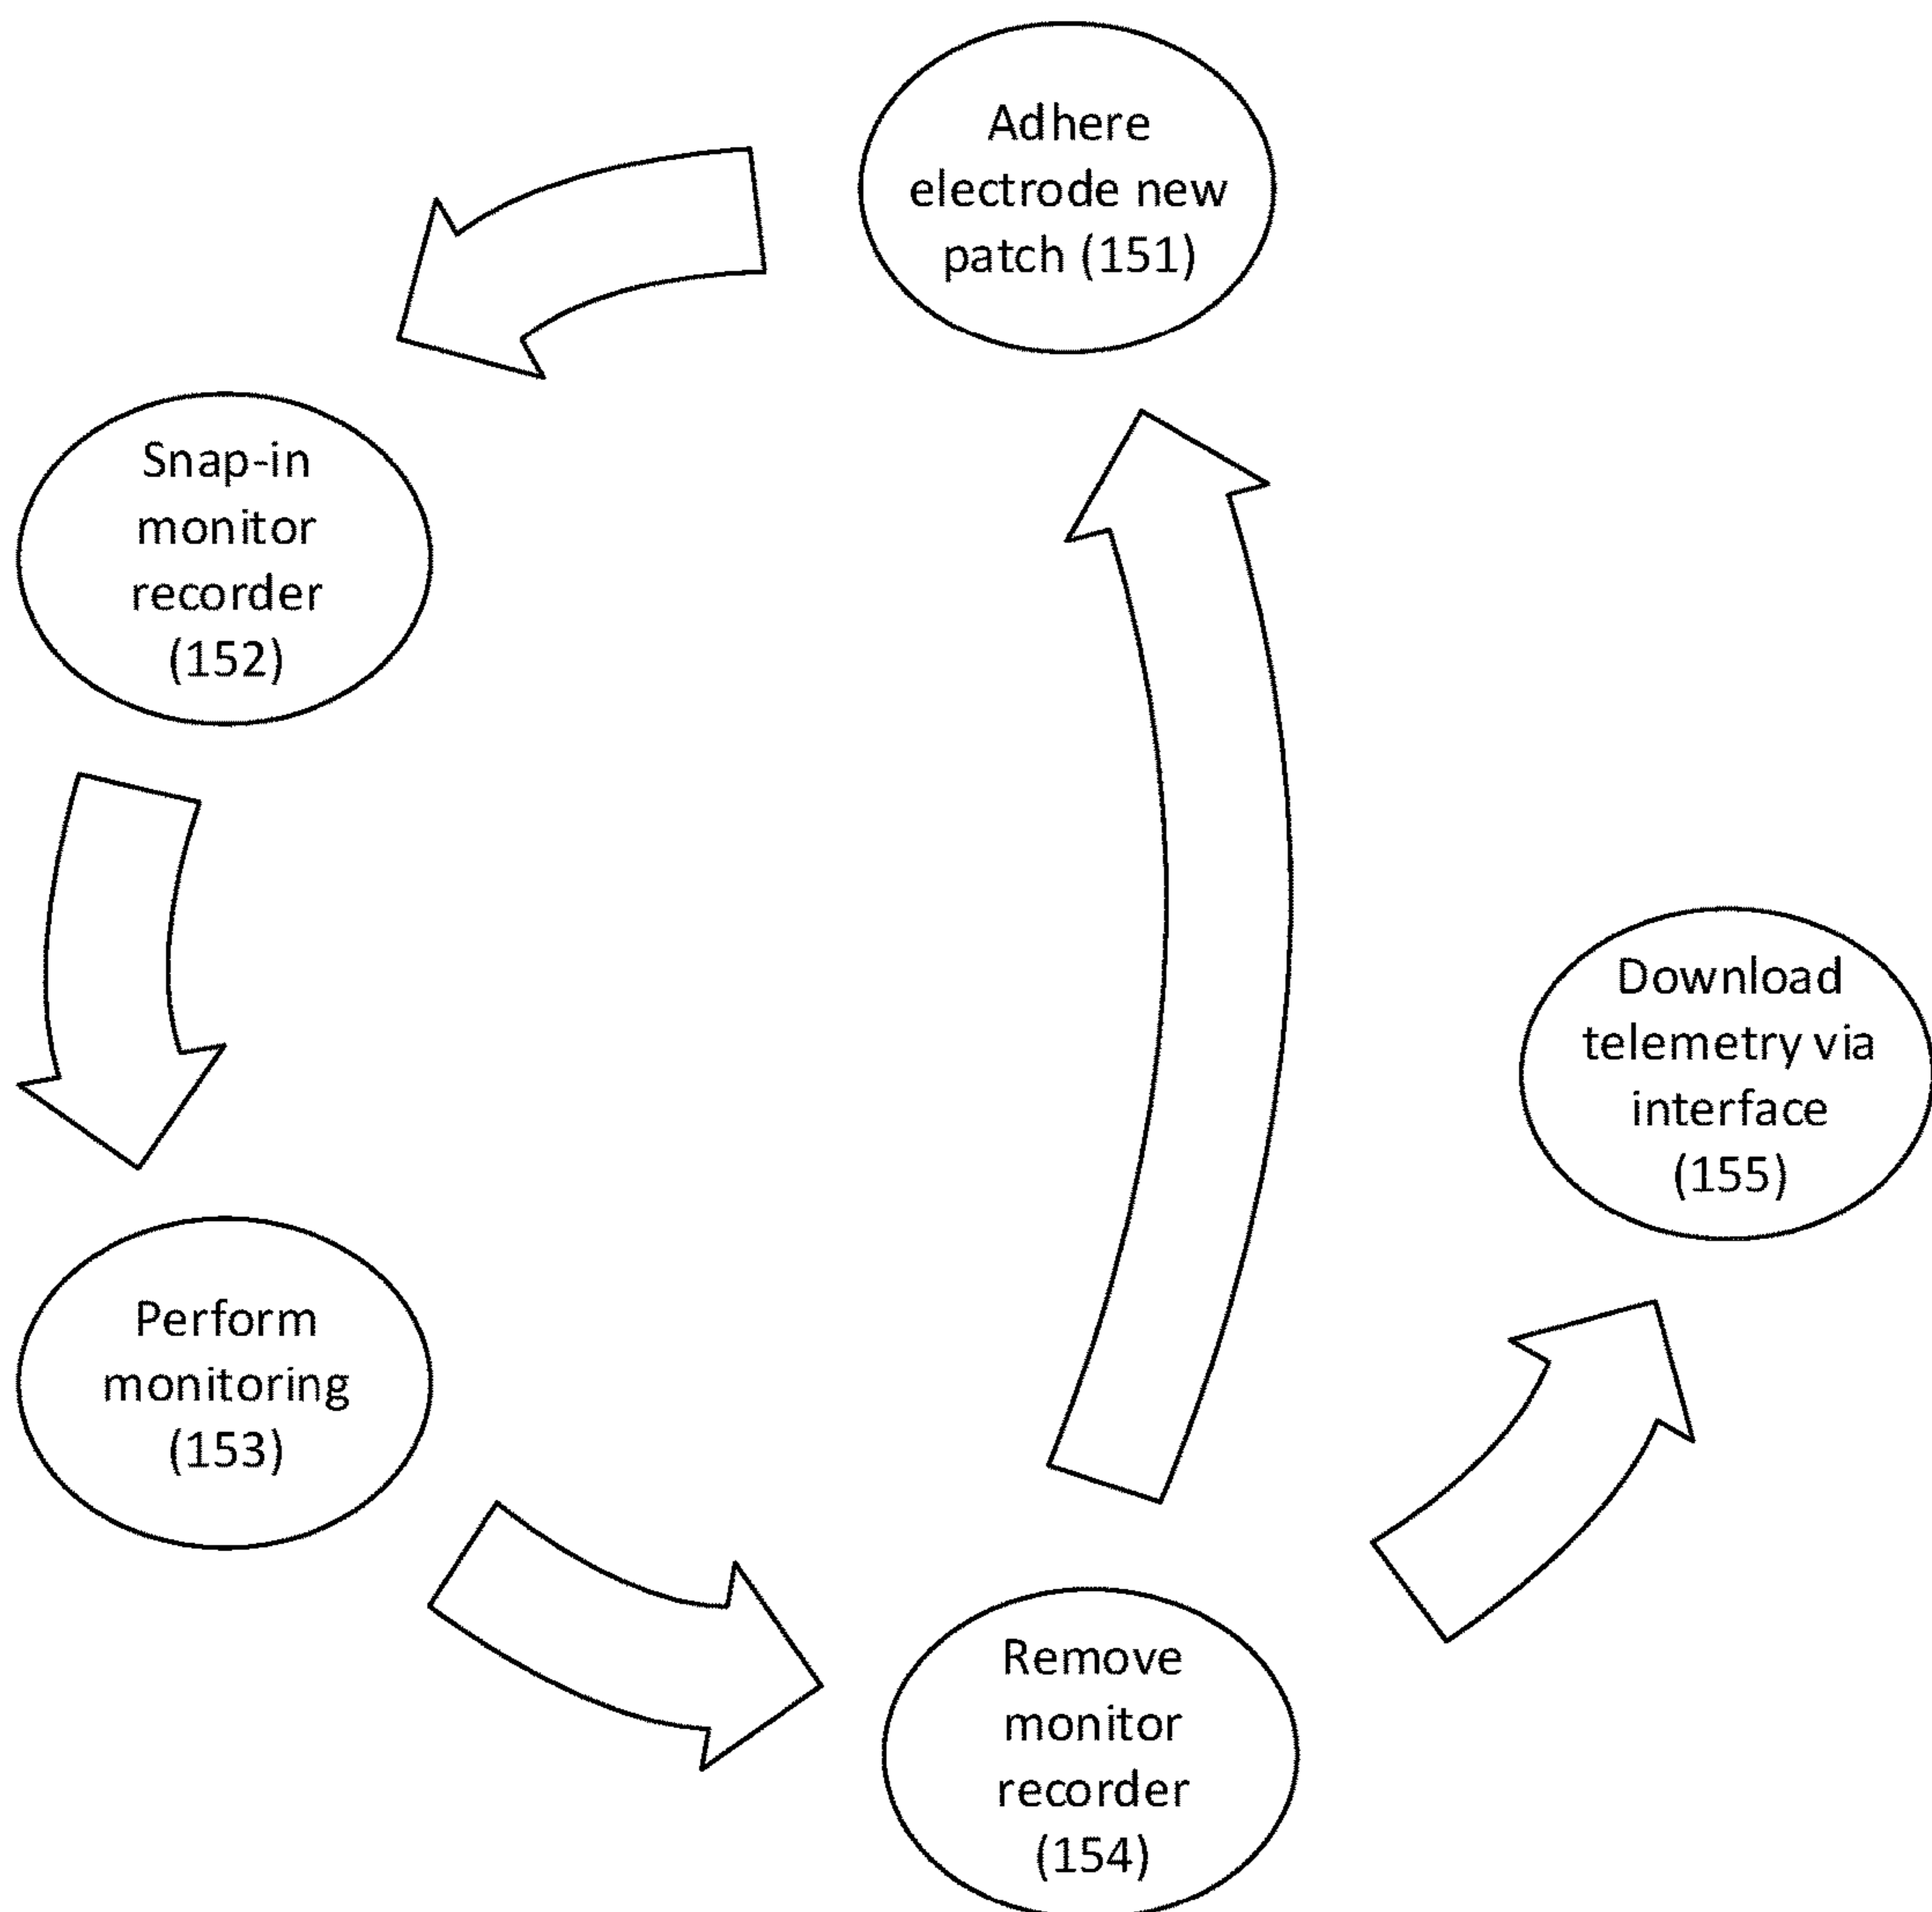 Adhere
electrode new
patch (151)
Snap-in
monitor
recorder
(152)
Download
telemetry via
interface
(155)
Perform
monitoring
(153)
Remove
monitor
recorder
(154)